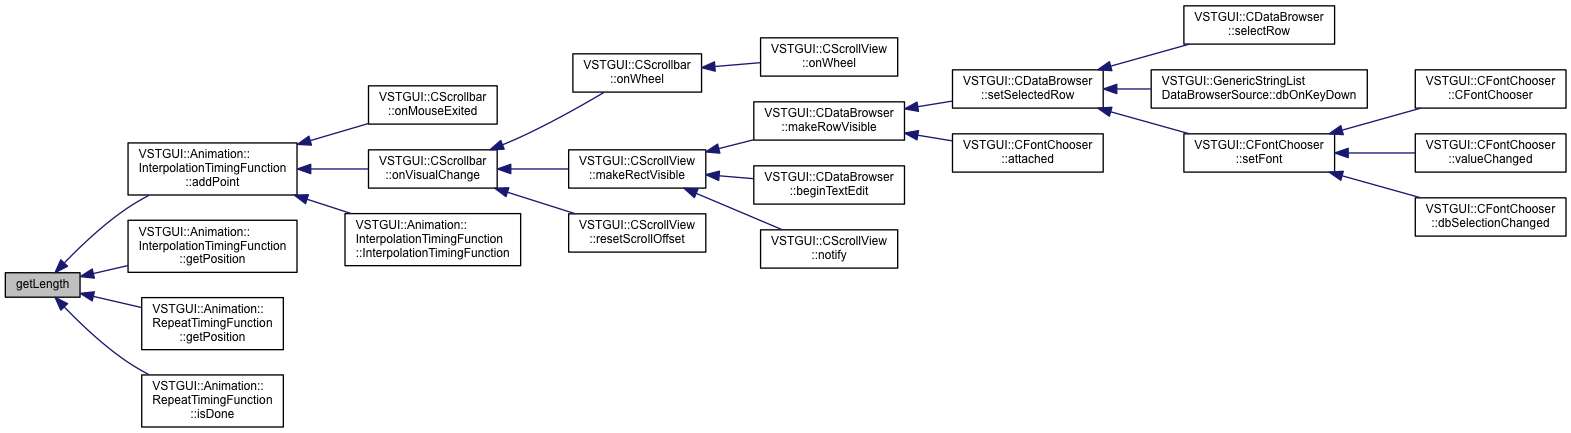 getLength
VSTGUI::Animation::
InterpolationTimingFunction
::addPoint
VSTGUI::Animation::
InterpolationTimingFunction
::getPosition
VSTGUI::Animation::
RepeatTimingFunction
::getPosition
VSTGUI::Animation::
RepeatTimingFunction
::isDone
VSTGUI::CScrollbar
::onMouseExited
VSTGUI::CScrollbar
::onVisualChange
VSTGUI::Animation::
InterpolationTimingFunction
::InterpolationTimingFunction
VSTGUI::CScrollbar
::onWheel
VSTGUI::CScrollView
::makeRectVisible
VSTGUI::CScrollView
::resetScrollOffset
VSTGUI::CScrollView
::onWheel
VSTGUI::CDataBrowser
::makeRowVisible
VSTGUI::CDataBrowser
::beginTextEdit
VSTGUI::CScrollView
::notify
VSTGUI::CDataBrowser
::setSelectedRow
VSTGUI::CFontChooser
::attached
VSTGUI::CDataBrowser
::selectRow
VSTGUI::GenericStringList
DataBrowserSource::dbOnKeyDown
VSTGUI::CFontChooser
::setFont
VSTGUI::CFontChooser
::CFontChooser
VSTGUI::CFontChooser
::valueChanged
VSTGUI::CFontChooser
::dbSelectionChanged